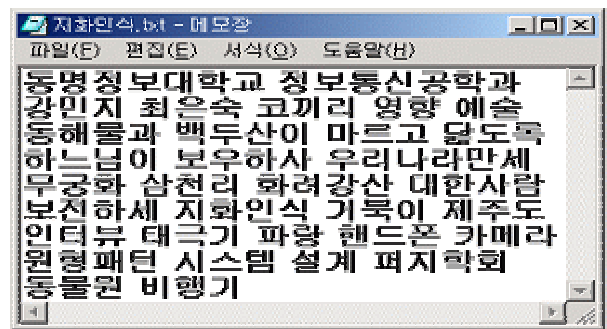 지화인식.txt - 메모장
파일(F) 편집(E) 서식(O) 도움말(H)
동명정보대학교 정보통신공학과
강민지 최은숙 코끼리 영향 예술
동해물과 백두산이 마르고 닳도록
하느님이 보우하사 우리나라만세
무궁화 삼천리 화려강산 대한사람
보전하세 지화인식 거북이 제주도
인터뷰 태극기 파랑 핸드폰 카메라
원형패턴 시스템 설계 퍼지학회
동물원 비행기